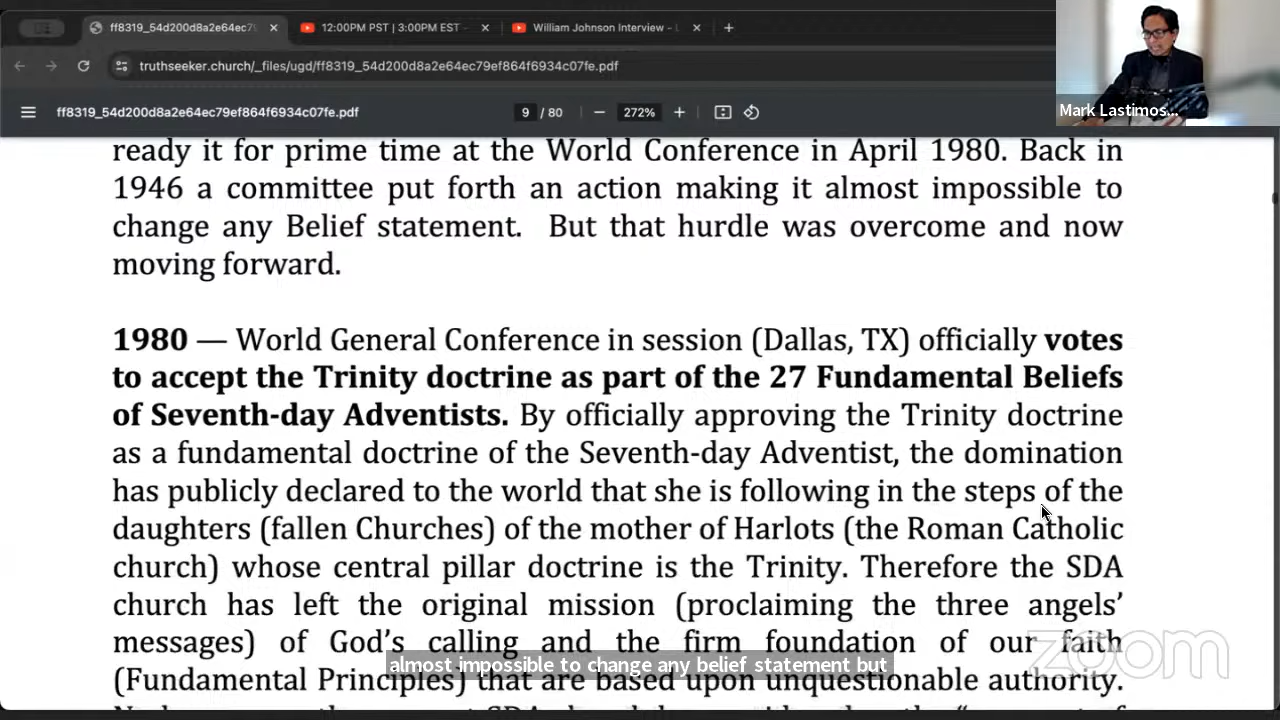 ff8319_54d200d8a2e64ec7
12:00PM PST | 3:00PM EST -
William Johnson Interview -
truthseeker.church/_files/ugd/ff8319_54d200d8a2e64ec79ef864f6934c07fe.pdf
ff8319_54d200d8a2e64ec79ef864f6934c07fe.pdf
9 / 80
272%
Mark Lastimos...
ready it for prime time at the World Conference in April 1980. Back in
1946 a committee put forth an action making it almost impossible to
change any Belief statement. But that hurdle was overcome and now
moving forward.
1980 — World General Conference in session (Dallas, TX) officially votes
to accept the Trinity doctrine as part of the 27 Fundamental Beliefs
of Seventh-day Adventists. By officially approving the Trinity doctrine
as a fundamental doctrine of the Seventh-day Adventist, the domination
has publicly declared to the world that she is following in the steps of the
daughters (fallen Churches) of the mother of Harlots (the Roman Catholic
church) whose central pillar doctrine is the Trinity. Therefore the SDA
church has left the original mission (proclaiming the three angels'
messages) of God's calling and the firm foundation of our faith
(Fundamental Principles) that are based upon unquestionable authority.
almost impossible to change any belief statement but
zoom